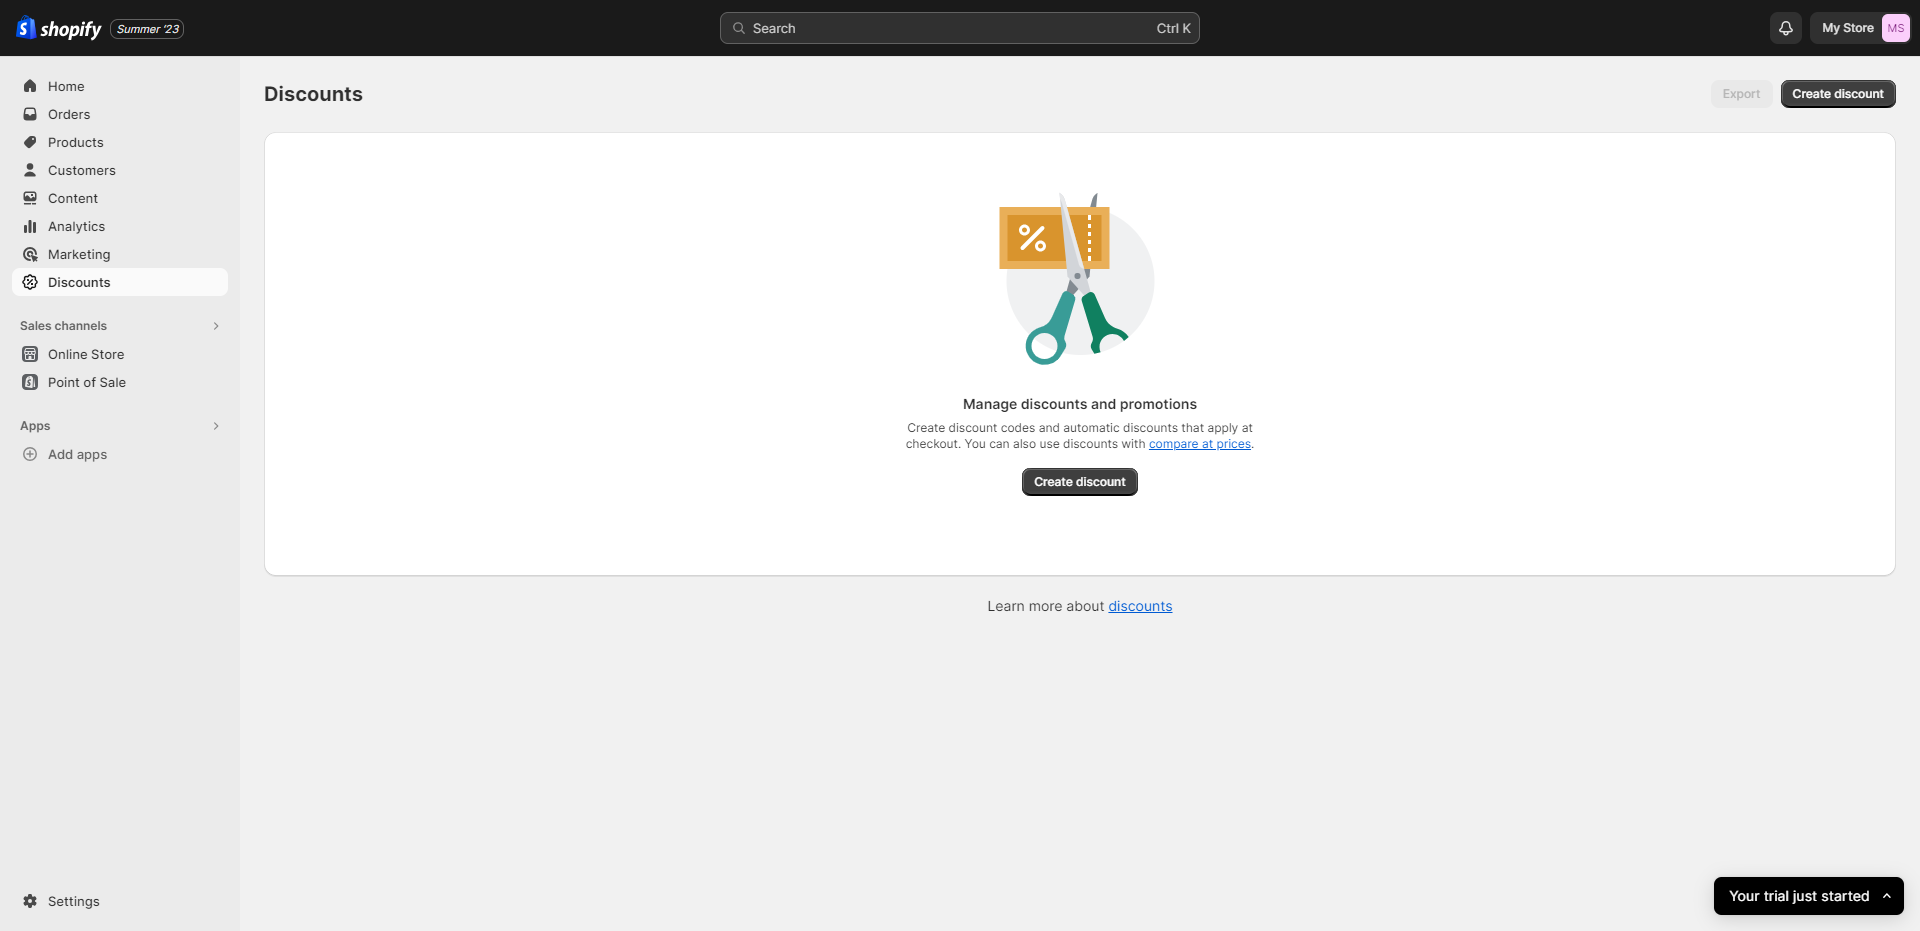 shopify Summer '23
Search Ctrl K
My Store MS
Home
Orders
Products
Customers
Content
Analytics
Marketing
Discounts
Sales channels
Online Store
Point of Sale
Apps
Add apps
Settings
Discounts
Export Create discount
%
Manage discounts and promotions
Create discount codes and automatic discounts that apply at
checkout. You can also use discounts with compare at prices.
Create discount
Learn more about discounts
Your trial just started